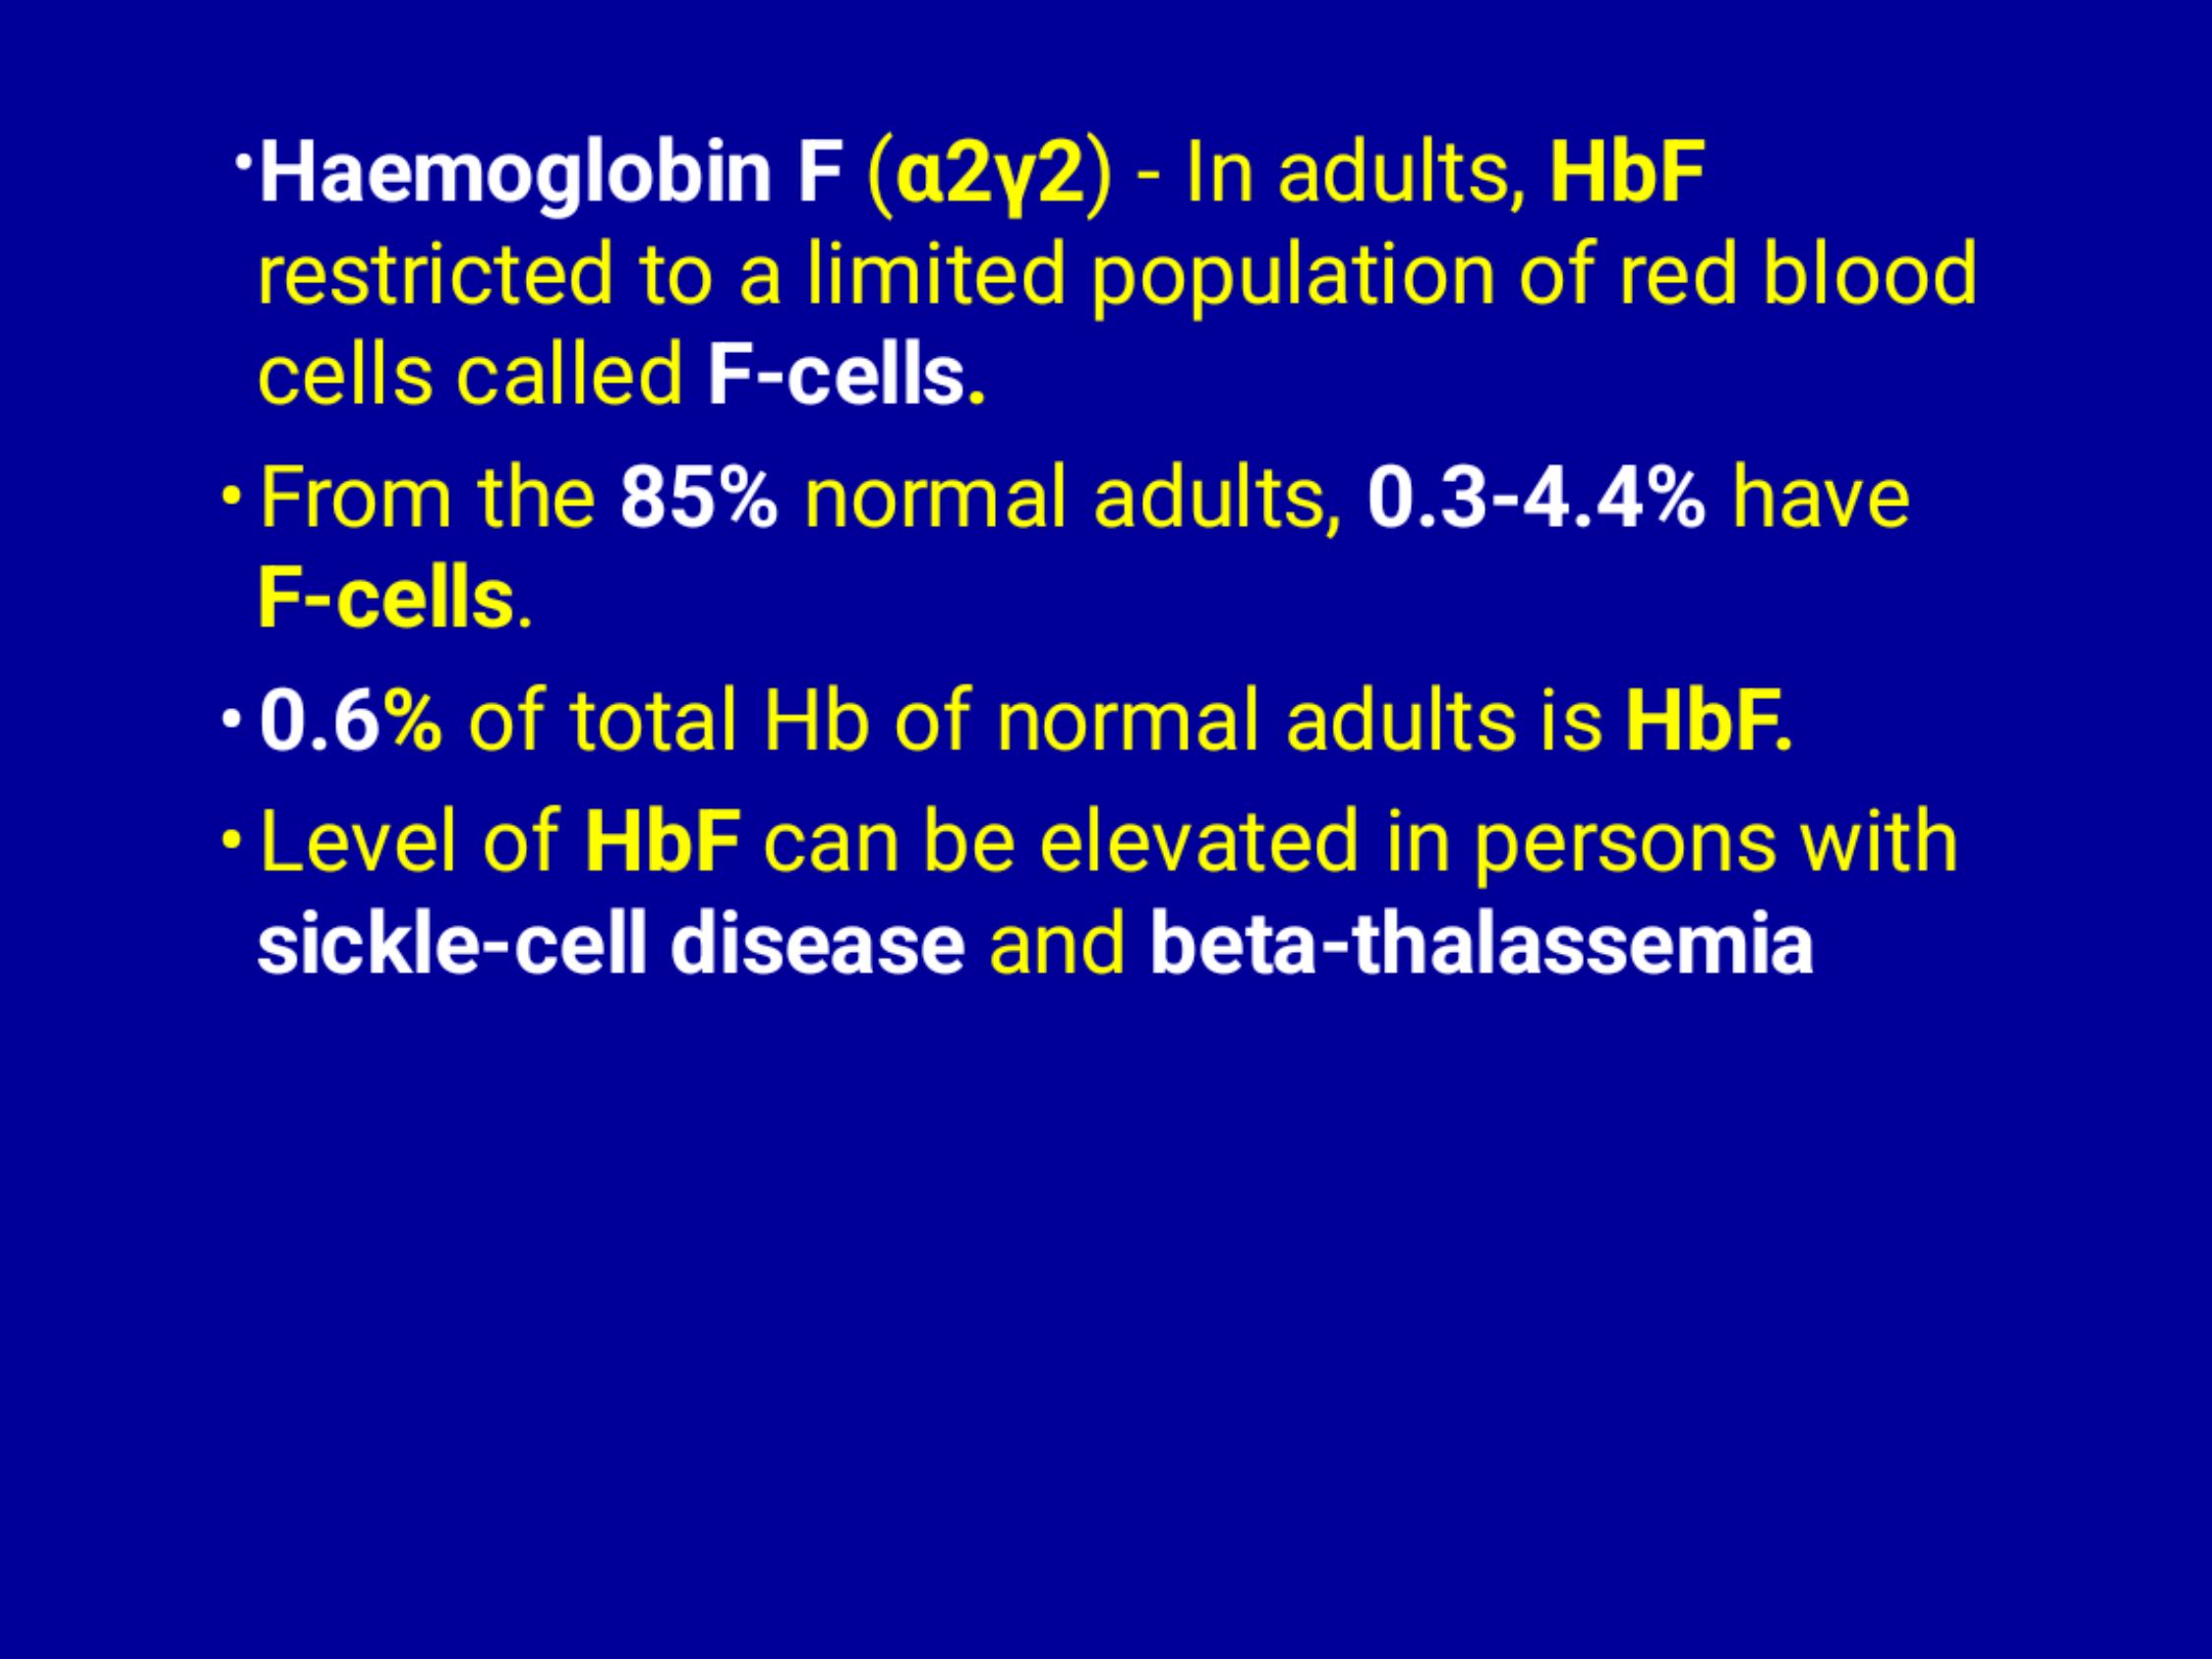 •Haemoglobin F (α2γ2) - In adults, HbF
restricted to a limited population of red blood
cells called F-cells.
• From the 85% normal adults, 0.3-4.4% have
F-cells.
• 0.6% of total Hb of normal adults is HbF.
• Level of HbF can be elevated in persons with
sickle-cell disease and beta-thalassemia